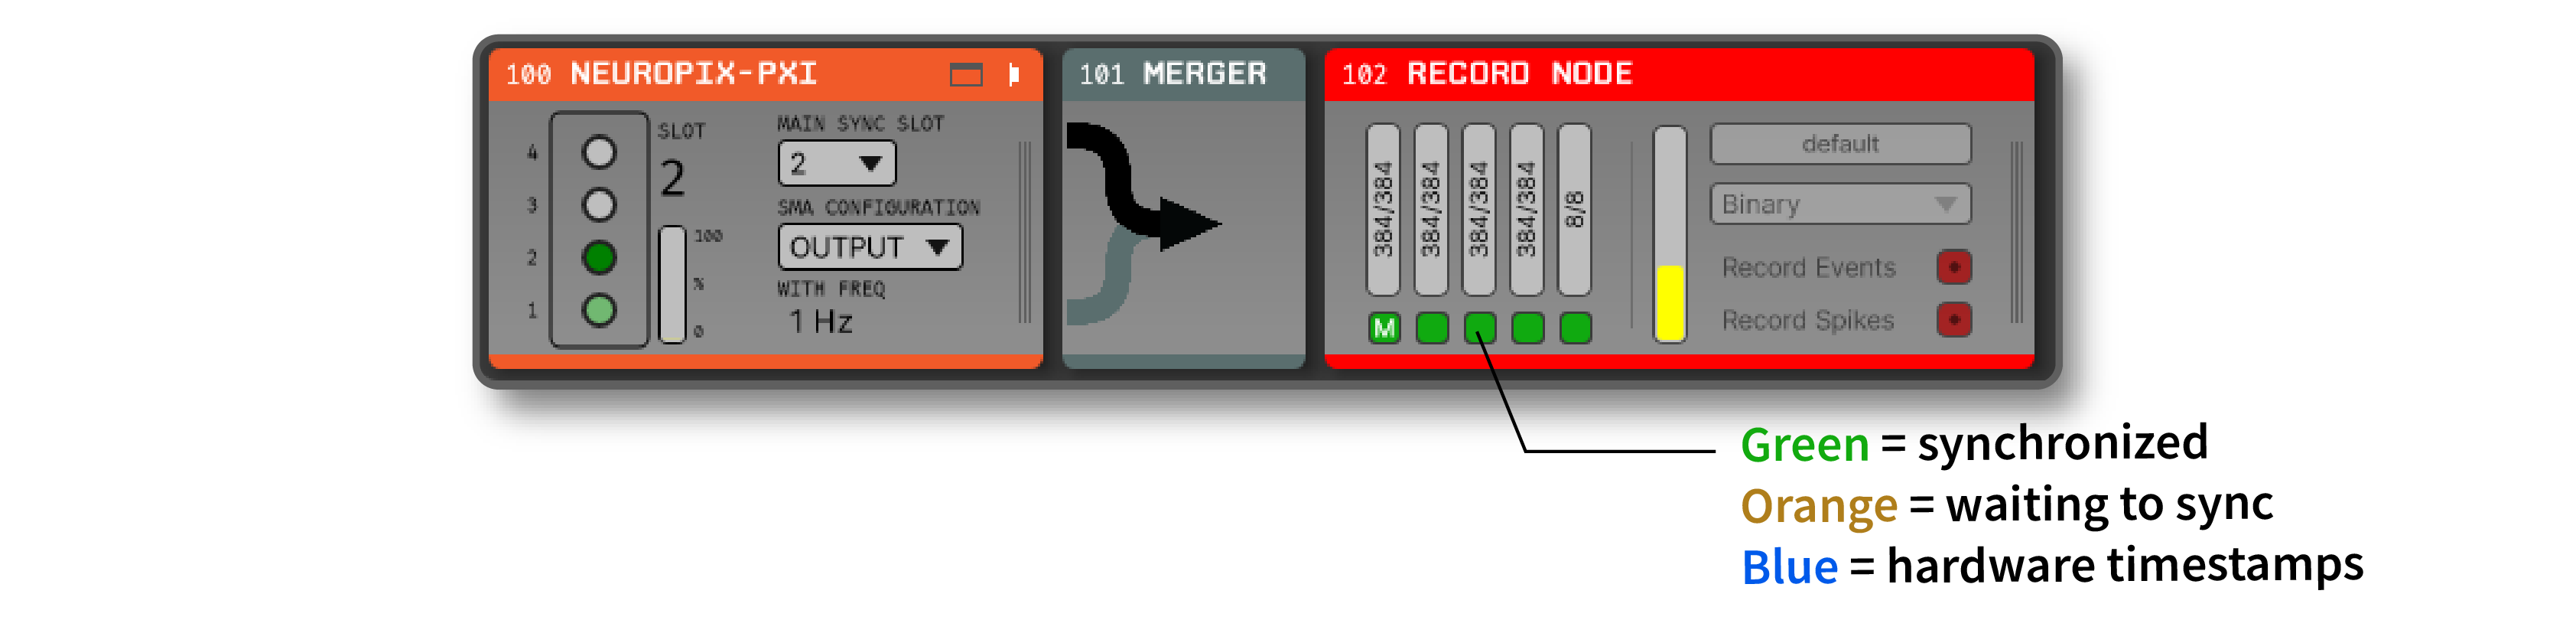 100 NEUROPIX-PXI
4
3
2
1
SLOT
2
100
%
0
MAIN SYNC SLOT
2
SMA CONFIGURATION
OUTPUT
WITH FREQ
1 Hz
101 MERGER
102 RECORD NODE
384/384
384/384
384/384
384/384
8/8
M
default
Binary
Record Events
Record Spikes
Green = synchronized
Orange = waiting to sync
Blue = hardware timestamps